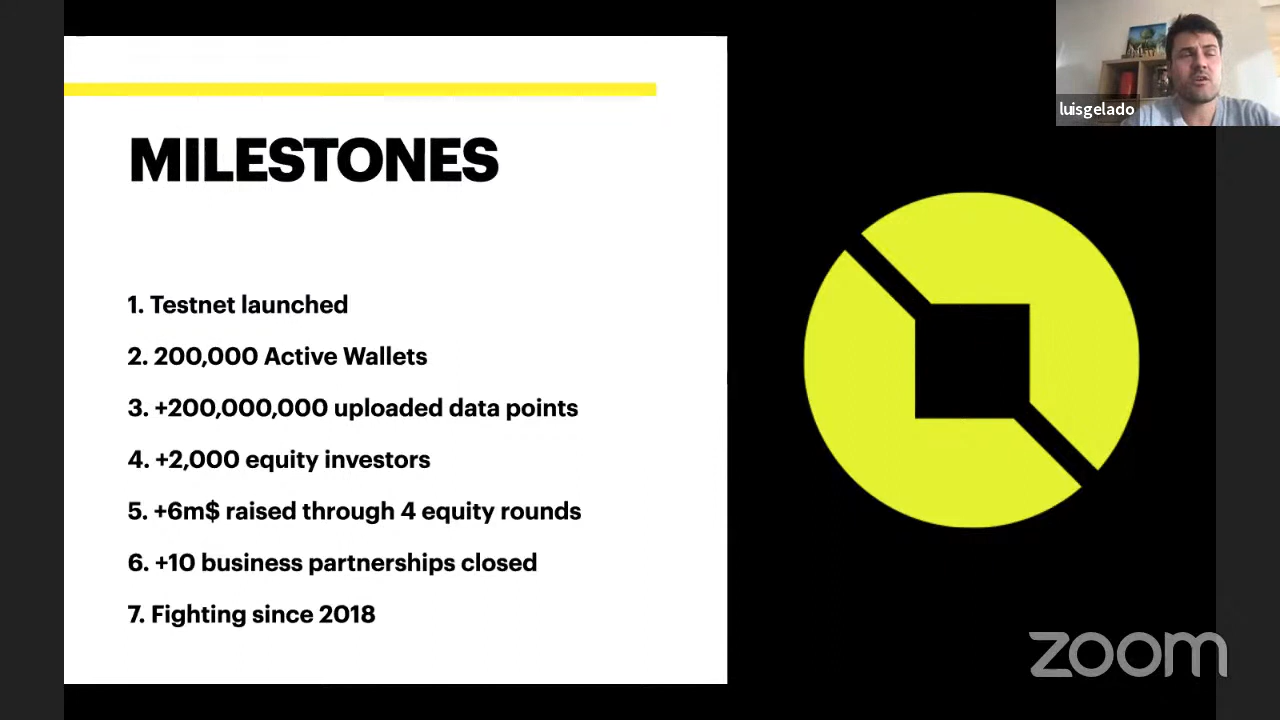 luisgelado
MILESTONES
1. Testnet launched
2. 200,000 Active Wallets
3. +200,000,000 uploaded data points
4. +2,000 equity investors
5. +6m$ raised through 4 equity rounds
6. +10 business partnerships closed
7. Fighting since 2018
zoom